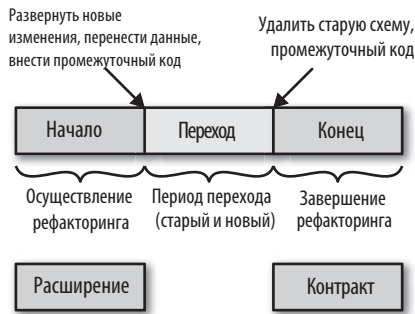 Развернуть новые
изменения, перенести данные,
внести промежуточный код
Удалить старую схему,
промежуточный код
Начало
Переход
Конец
Осуществление
рефакторинга
Период перехода
(старый и новый)
Завершение
рефакторинга
Расширение
Контракт